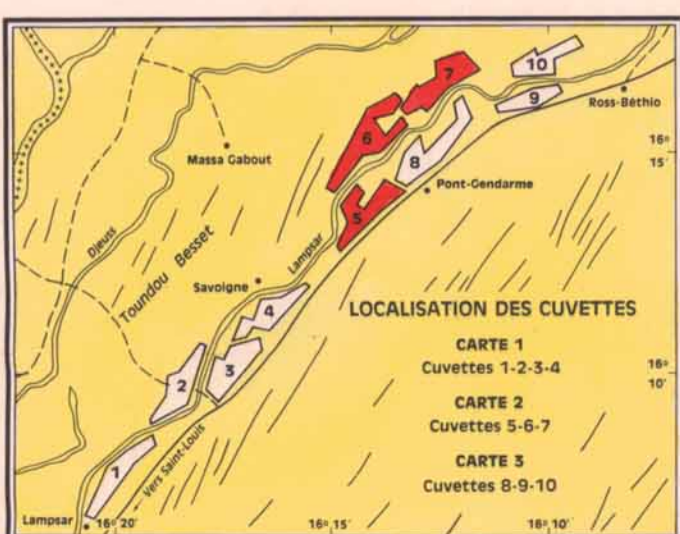 10
7
9
Ross-Béthio
6
16°
15'
Massa Gabout
8
Pont-Gendarme
5
Djeuss
Toundou Besset
Lampsar
Savoigne
4
LOCALISATION DES CUVETTES
CARTE 1
Cuvettes 1-2-3-4
16°
10'
2
3
CARTE 2
Cuvettes 5-6-7
CARTE 3
Cuvettes 8-9-10
1
Vers Saint-Louis
Lampsar
16° 20'
16° 15'
16° 10'